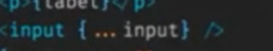 <p>{label}</p>
<input { ... input} />